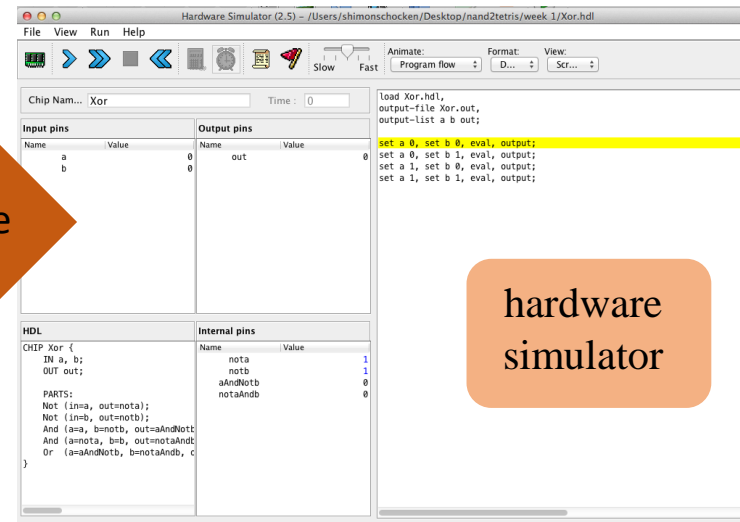 Hardware Simulator (2.5) – /Users/shimonschocken/Desktop/nand2tetris/week 1/Xor.hdl
File View Run Help
Slow Fast
Animate: Format: View:
Program flow D... Scr...
Chip Nam... Xor Time : 0
Input pins
Name Value
a 0
b 0
Output pins
Name Value
out 0
load Xor.hdl,
output-file Xor.out,
output-list a b out;
set a 0, set b 0, eval, output;
set a 0, set b 1, eval, output;
set a 1, set b 0, eval, output;
set a 1, set b 1, eval, output;
e
hardware
simulator
HDL
CHIP Xor {
IN a, b;
OUT out;
PARTS:
Not (in=a, out=nota);
Not (in=b, out=notb);
And (a=a, b=notb, out=aAndNotb
And (a=nota, b=b, out=notaAndb
Or (a=aAndNotb, b=notaAndb, o
}
Internal pins
Name Value
nota 1
notb 1
aAndNotb 0
notaAndb 0